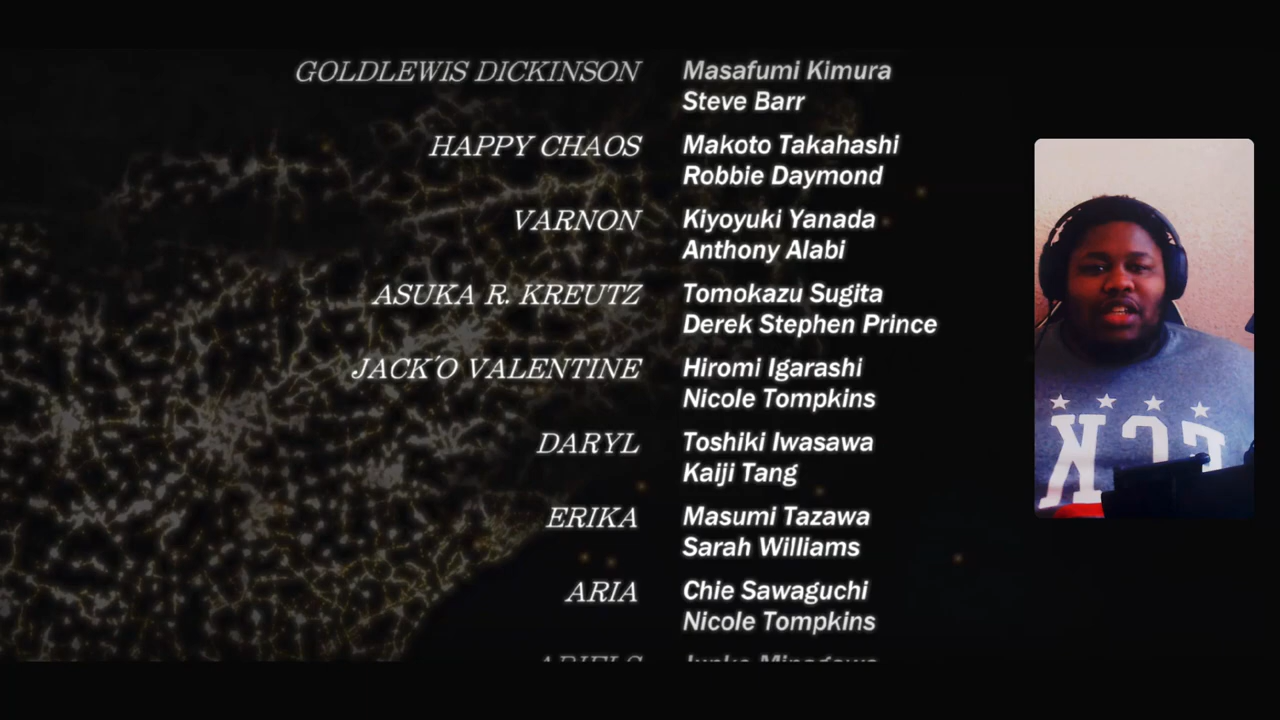 GOLDLEWIS DICKINSON Masafumi Kimura
Steve Barr
HAPPY CHAOS Makoto Takahashi
Robbie Daymond
VARNON Kiyoyuki Yanada
Anthony Alabi
ASUKA R. KREUTZ Tomokazu Sugita
Derek Stephen Prince
JACK'O VALENTINE Hiromi Igarashi
Nicole Tompkins
DARYL Toshiki Iwasawa
Kaiji Tang
ERIKA Masumi Tazawa
Sarah Williams
ARIA Chie Sawaguchi
Nicole Tompkins